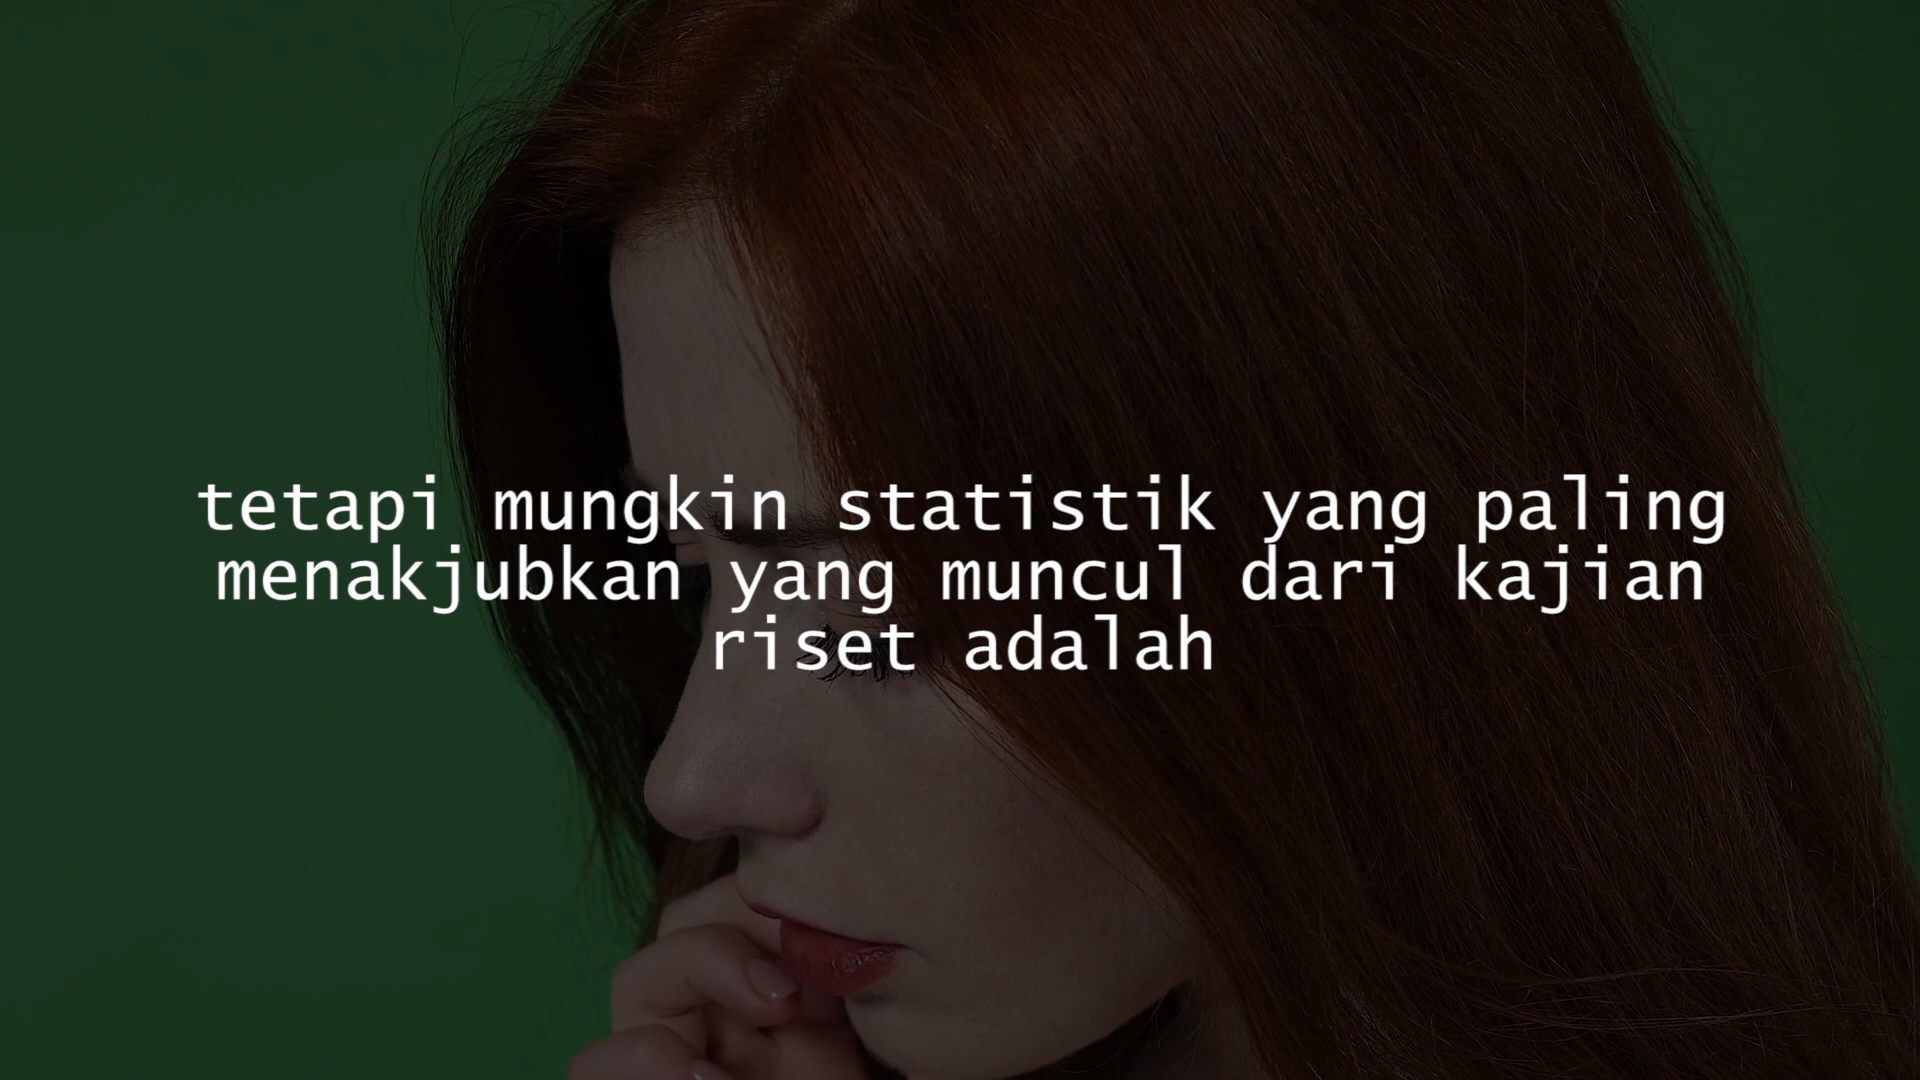 tetapi mungkin statistik yang paling
menakjubkan yang muncul dari kajian
riset adalah